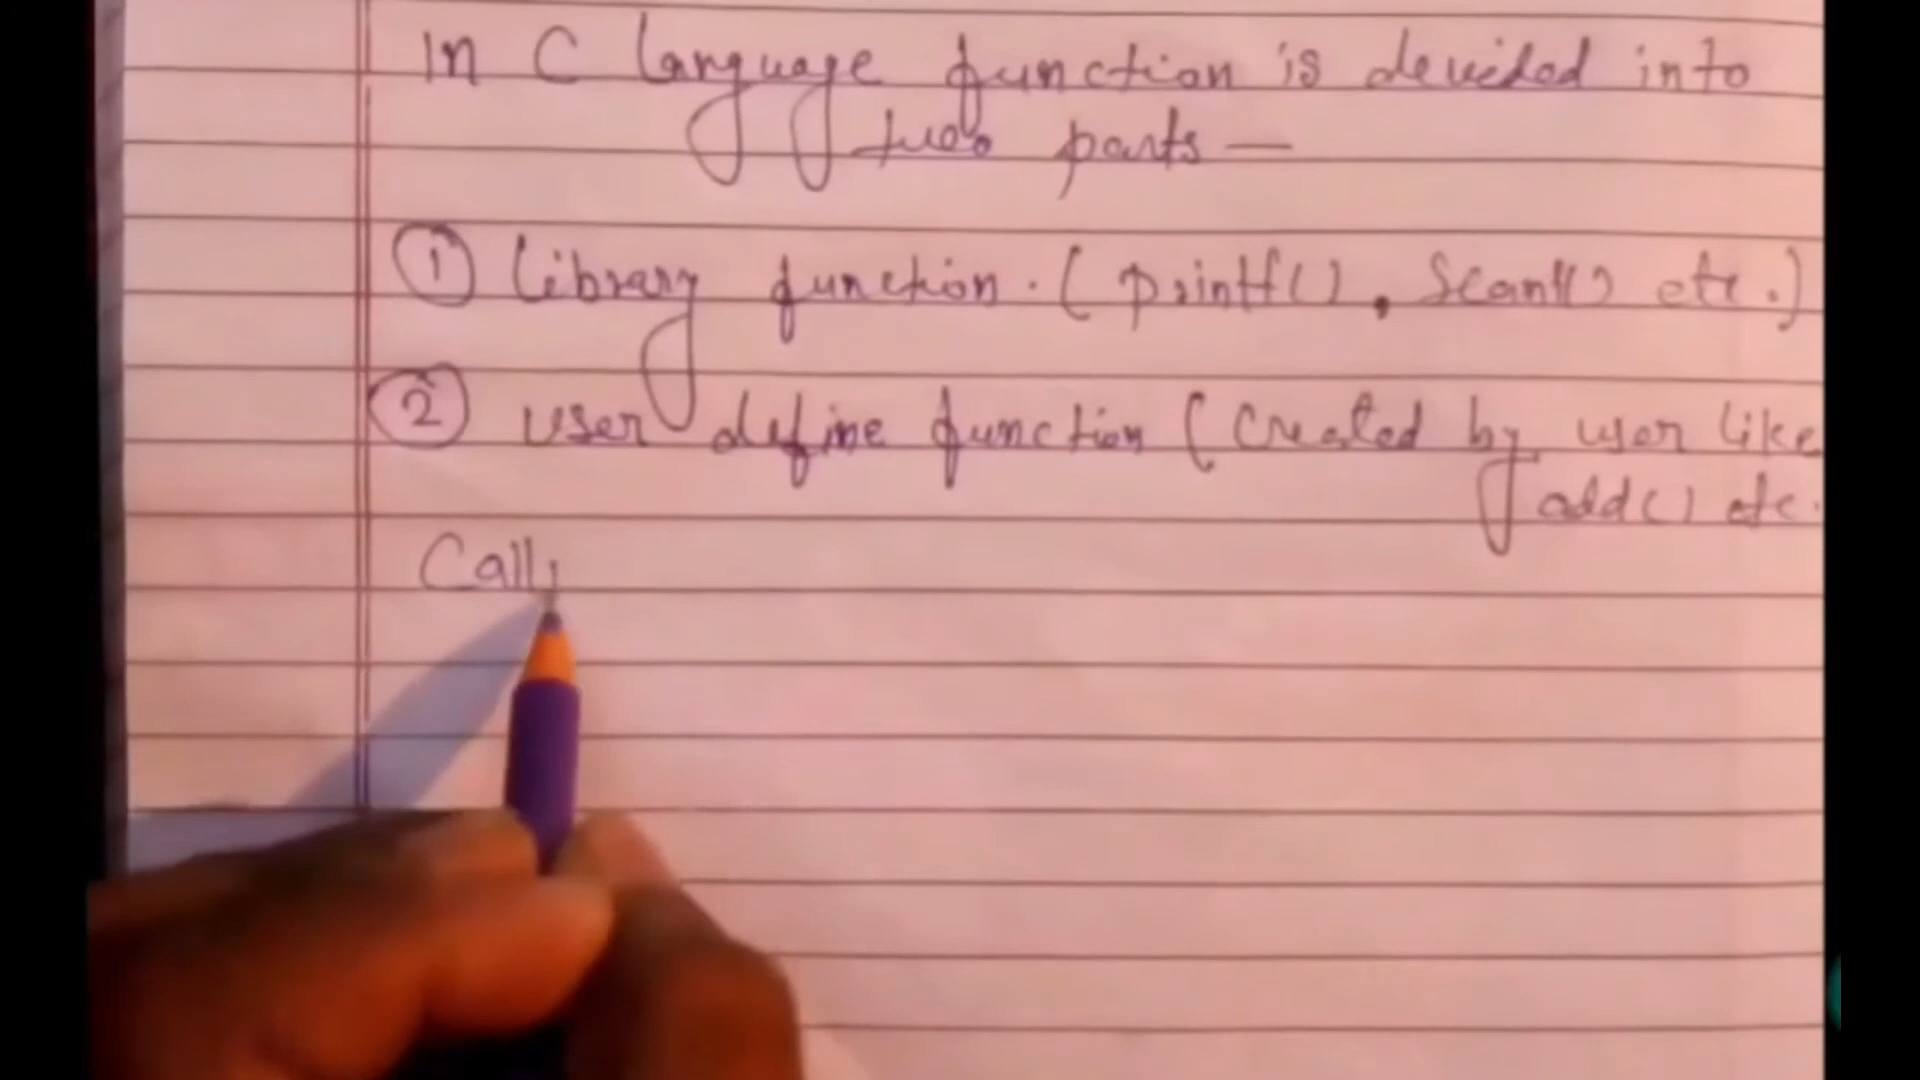 In C language function is devided into
two parts —
① Library function. (printf(), Scanf() etc.)
② User define function (Created by user like
add() etc.
Calli